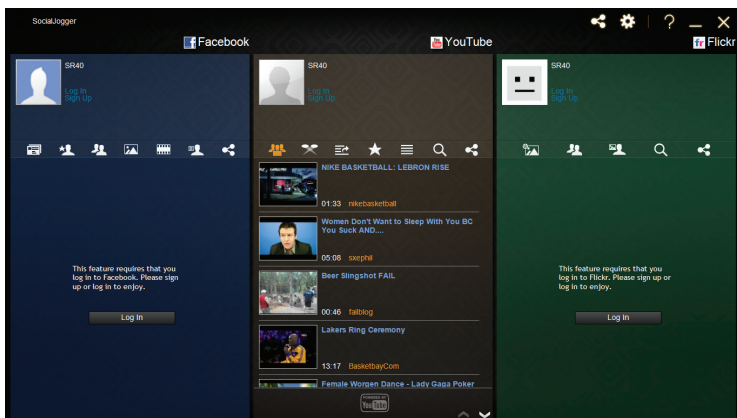 SocialJogger
?
Facebook
SR40
Log In
Sign Up
This feature requires that you
log in to Facebook. Please sign
up or log in to enjoy.
Log In
YouTube
SR40
Log In
Sign Up
NIKE BASKETBALL: LEBRON RISE
01:33 nikebasketball
Women Don't Want to Sleep With You BC
You Suck AND....
05:08 sxephil
Beer Slingshot FAIL
00:46 failblog
Lakers Ring Ceremony
13:17 BasketbayCom
Female Worgen Dance - Lady Gaga Poker
POWERED BY
YouTube
Flickr
SR40
Log In
Sign Up
This feature requires that you
log in to Flickr. Please sign up or
log in to enjoy.
Log In